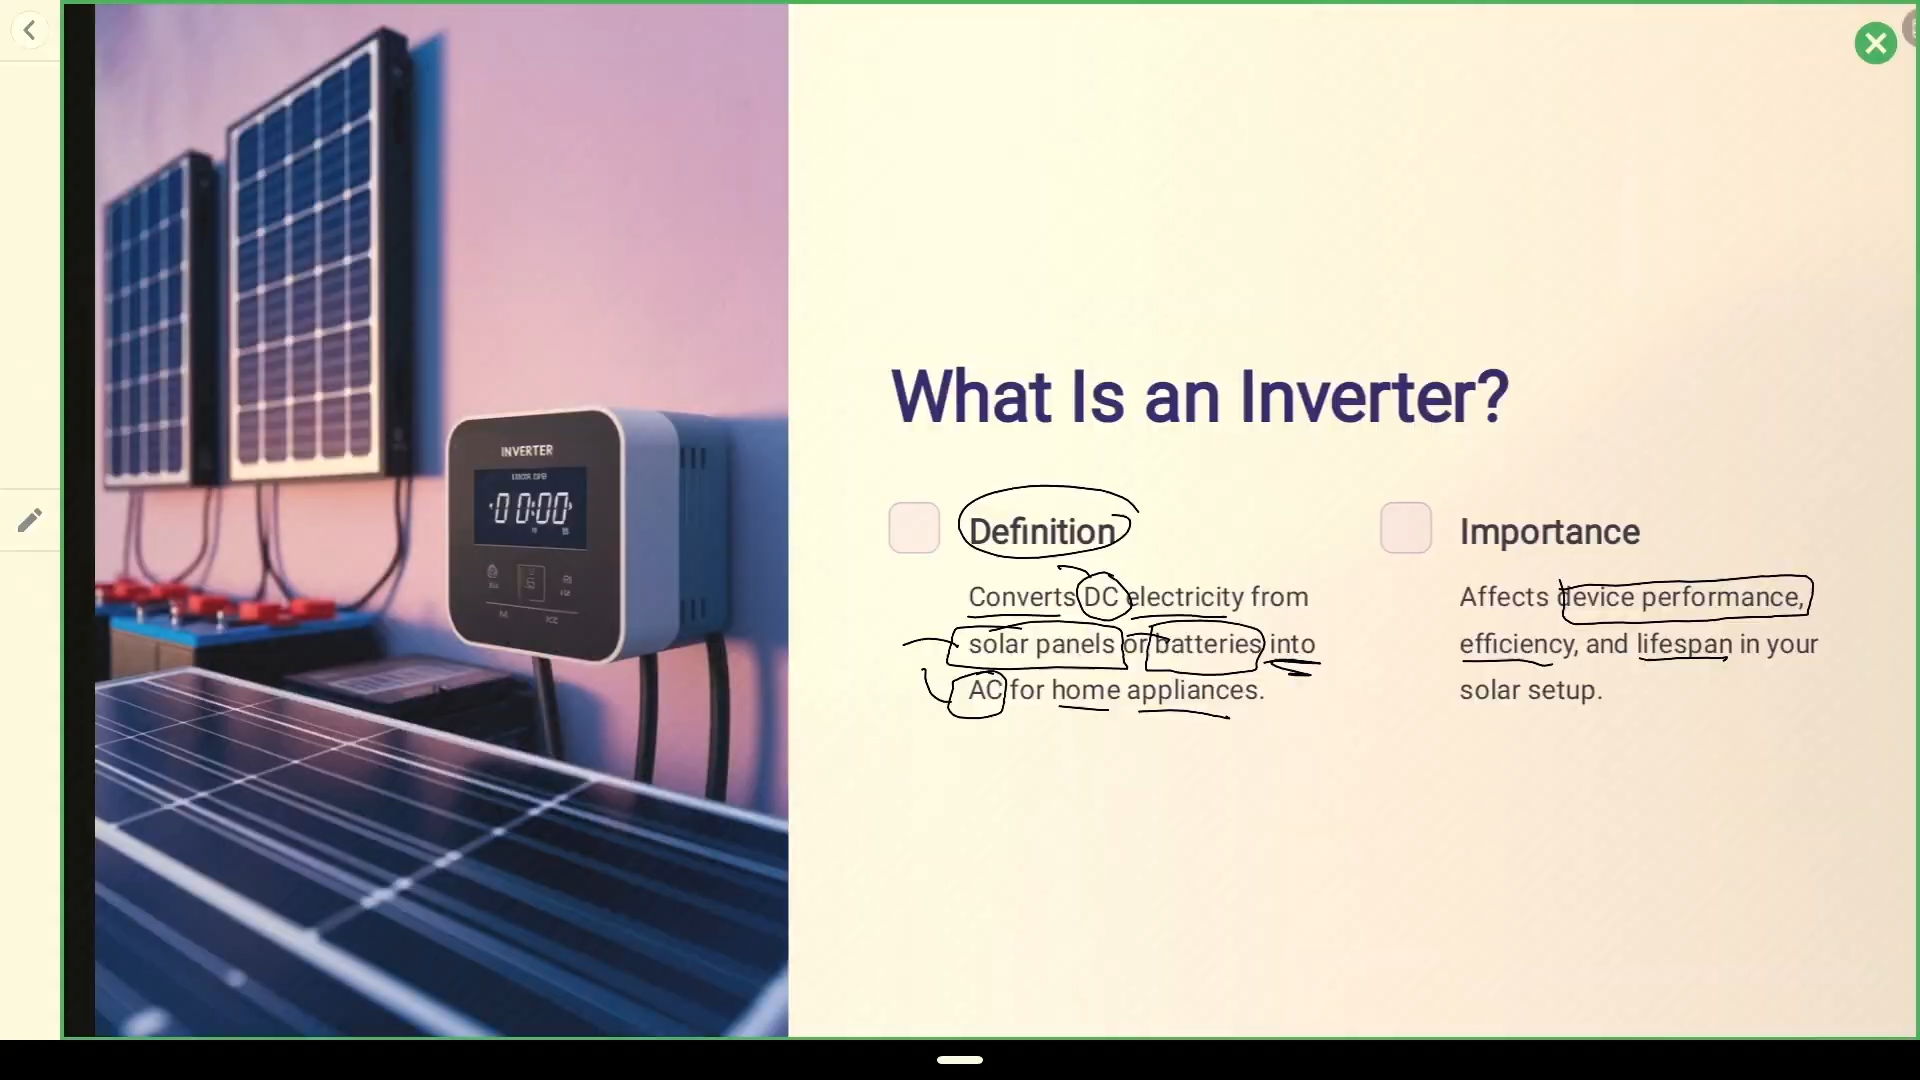 INVERTER
00:00
What Is an Inverter?
Definition
Converts DC electricity from
solar panels or batteries into
AC for home appliances.
Importance
Affects device performance,
efficiency, and lifespan in your
solar setup.